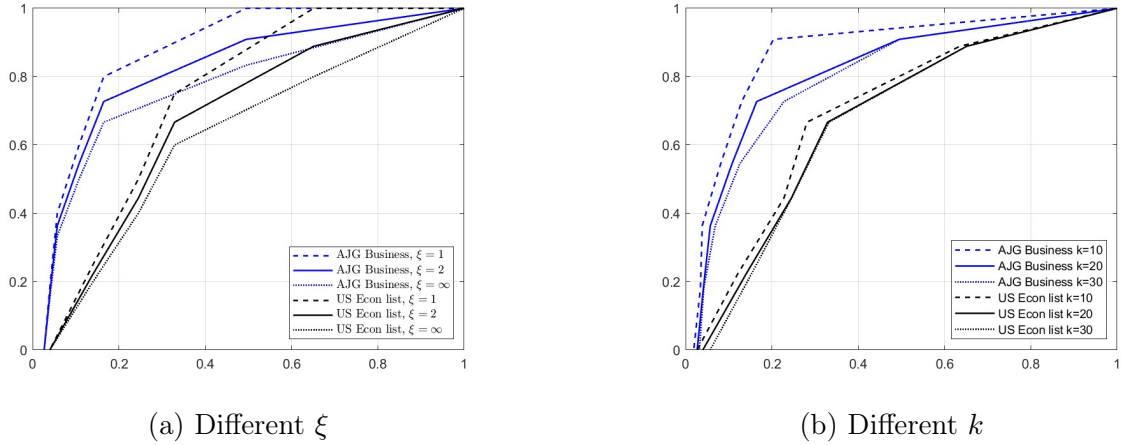 1
0.8
0.6
0.4
0.2
0
0.2
0.4
0.6
0.8
1
AJG Business, ξ = 1
AJG Business, ξ = 2
AJG Business, ξ = ∞
US Econ list, ξ = 1
US Econ list, ξ = 2
US Econ list, ξ = ∞
(a) Different ξ
1
0.8
0.6
0.4
0.2
0
0.2
0.4
0.6
0.8
1
AJG Business k=10
AJG Business k=20
AJG Business k=30
US Econ list k=10
US Econ list k=20
US Econ list k=30
(b) Different k